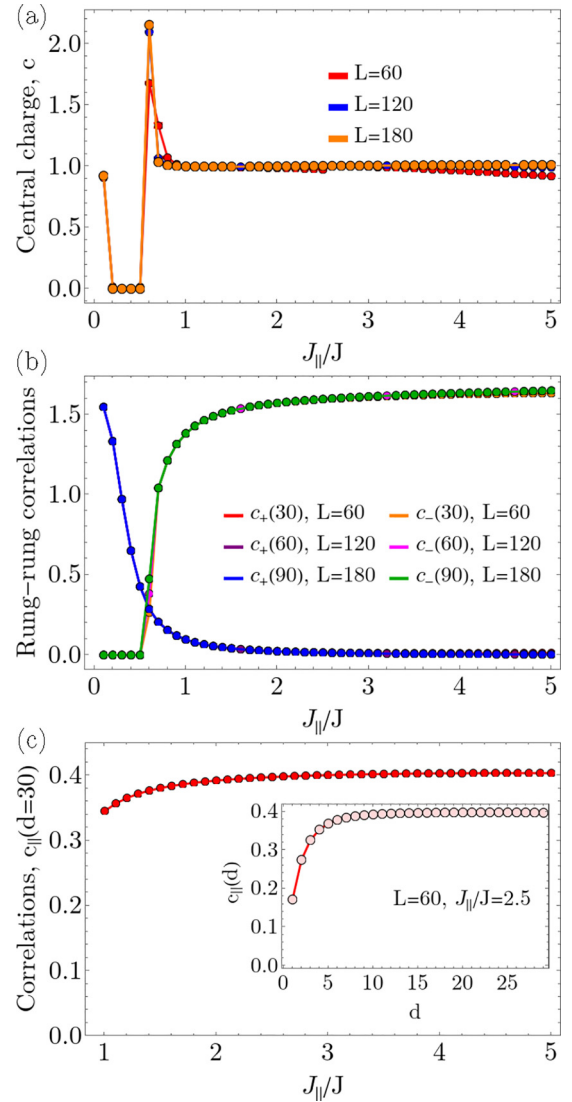 (a)
Central charge, c
2.0
1.5
1.0
0.5
0.0
L=60
L=120
L=180
0 1 2 3 4 5
J∥/J
(b)
Rung-rung correlations
1.5
1.0
0.5
0.0
c₊(30), L=60 c₋(30), L=60
c₊(60), L=120 c₋(60), L=120
c₊(90), L=180 c₋(90), L=180
0 1 2 3 4 5
J∥/J
(c)
Correlations, c∥(d=30)
0.4
0.3
0.2
0.1
0.0
c∥(d)
0.4
0.3
0.2
0.1
0.0
L=60, J∥/J=2.5
0 5 10 15 20 25
d
1 2 3 4 5
J∥/J